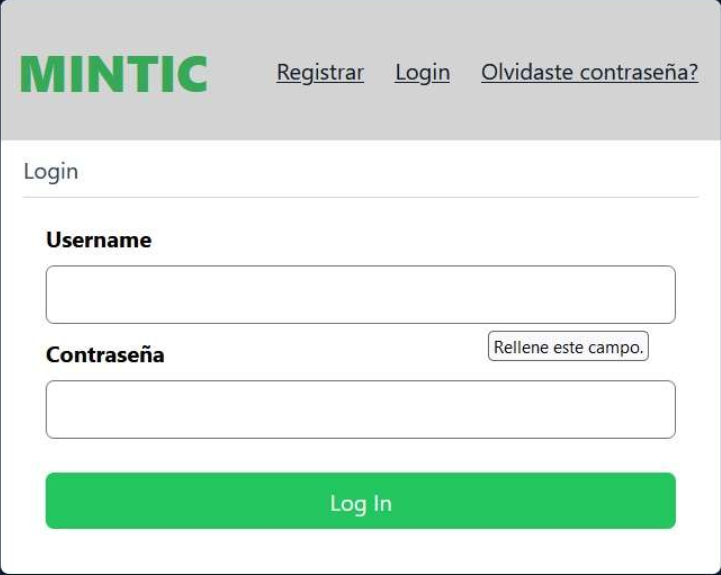 MINTIC Registrar Login Olvidaste contraseña?
Login
Username
Rellene este campo.
Contraseña
Log In